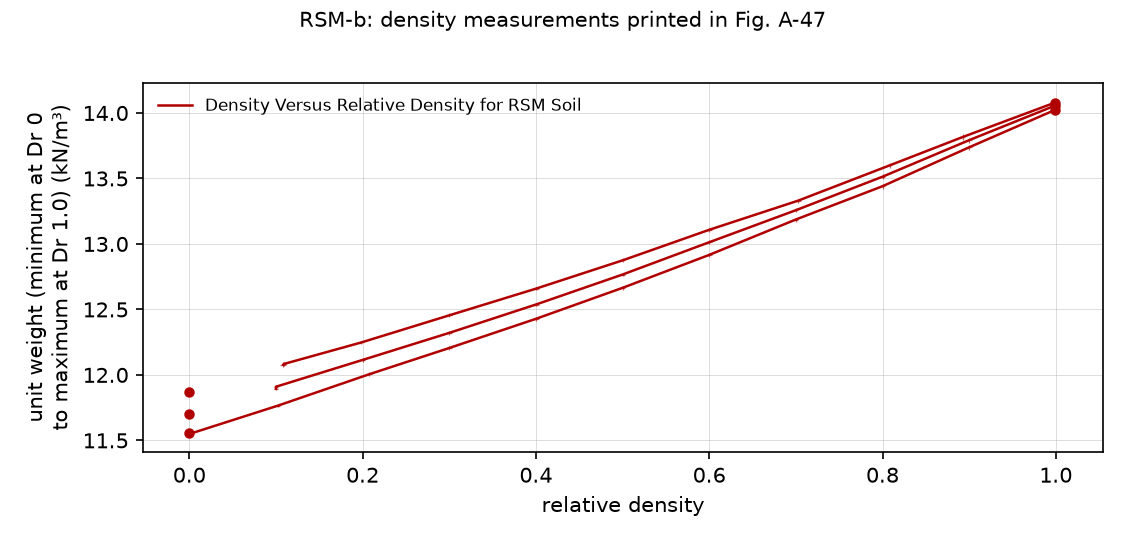 RSM-b: density measurements printed in Fig. A-47
Density Versus Relative Density for RSM Soil
unit weight (minimum at Dr 0
to maximum at Dr 1.0) (kN/m³)
14.0
13.5
13.0
12.5
12.0
11.5
0.0 0.2 0.4 0.6 0.8 1.0
relative density